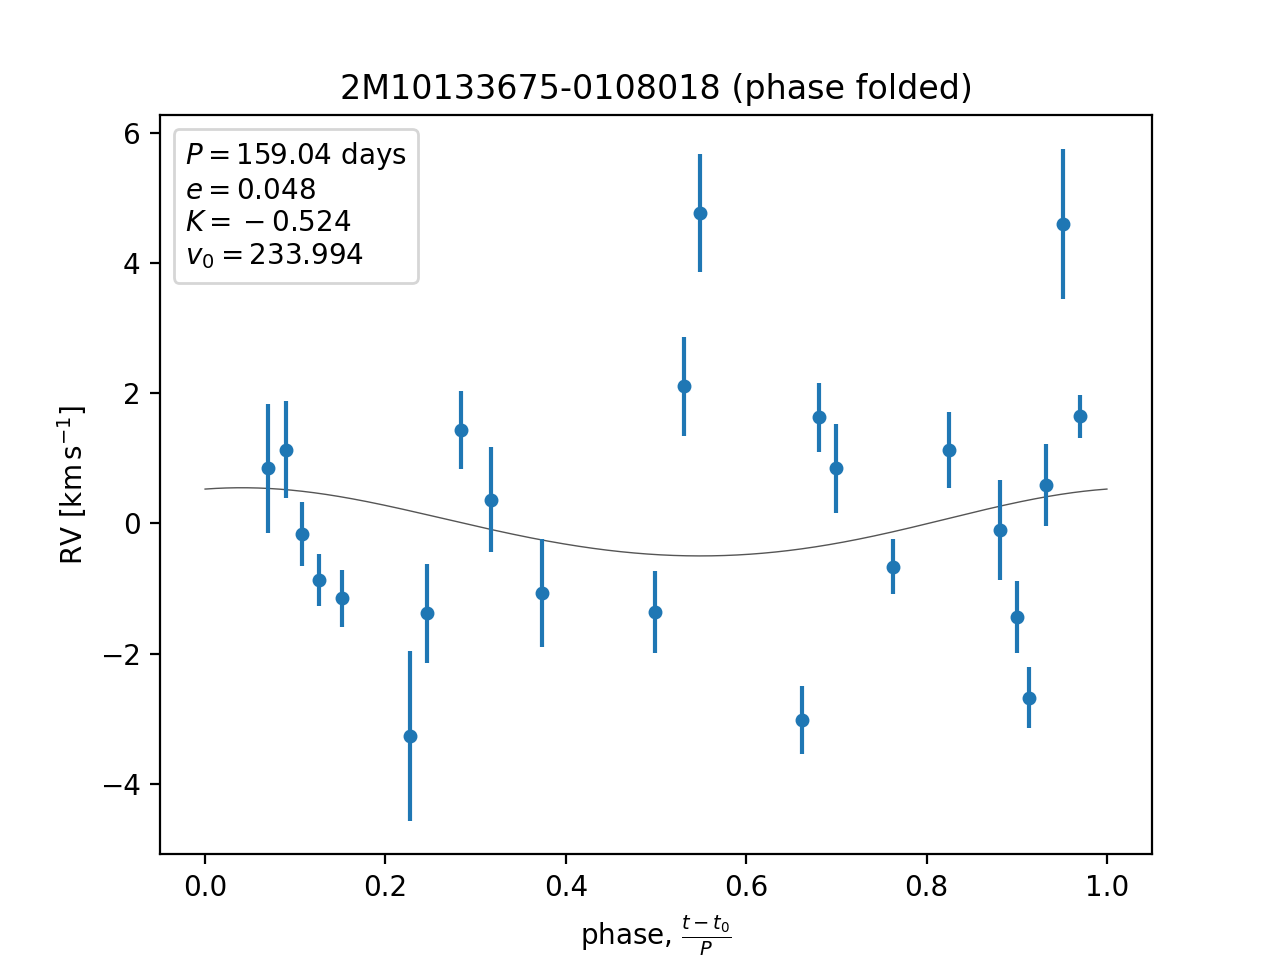 2M10133675-0108018 (phase folded)
P = 159.04 days
e = 0.048
K = −0.524
v₀ = 233.994
6
4
2
0
−2
−4
RV [km s⁻¹]
0.0 0.2 0.4 0.6 0.8 1.0
phase, (t − t₀)/P